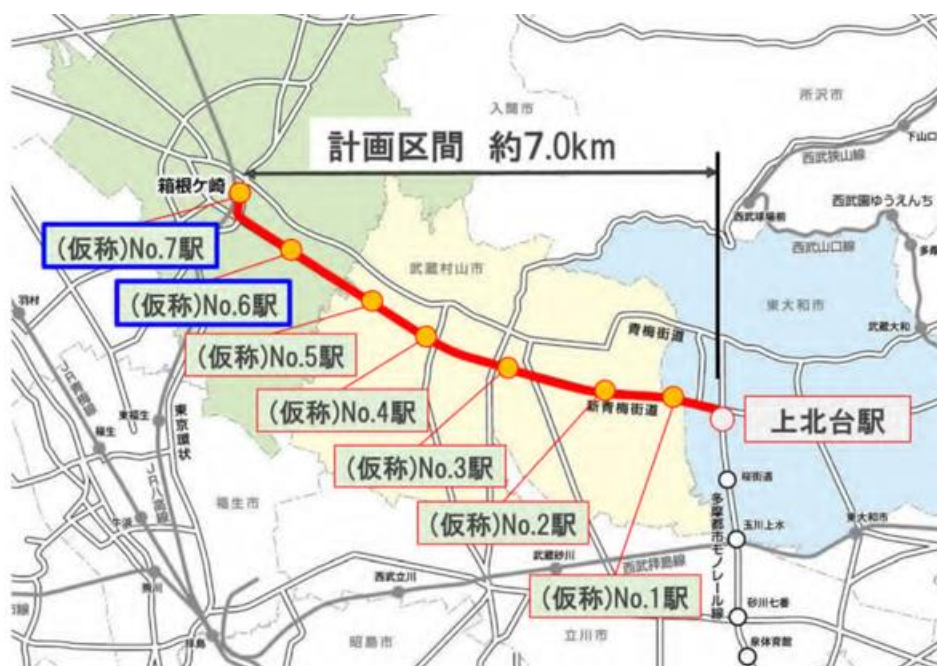 所沢市
入間市
下山口
計画区間 約7.0km
西武狭山線
箱根ケ崎
西武球場前
西武園ゆうえんち
(仮称)No.7駅
西武山口線
武蔵村山市
(仮称)No.6駅
東大和市
羽村
青梅街道
武蔵大和
(仮称)No.5駅
(仮称)No.4駅
新青梅街道
上北台駅
東福生
東京環状
福生
(仮称)No.3駅
桜街道
福生市
(仮称)No.2駅
多摩都市モノレール線
牛浜
JR八高線
玉川上水
東大和市
武蔵砂川
西武拝島線
熊川
西武立川
(仮称)No.1駅
砂川七番
拝島
昭島市
立川市
泉体育館